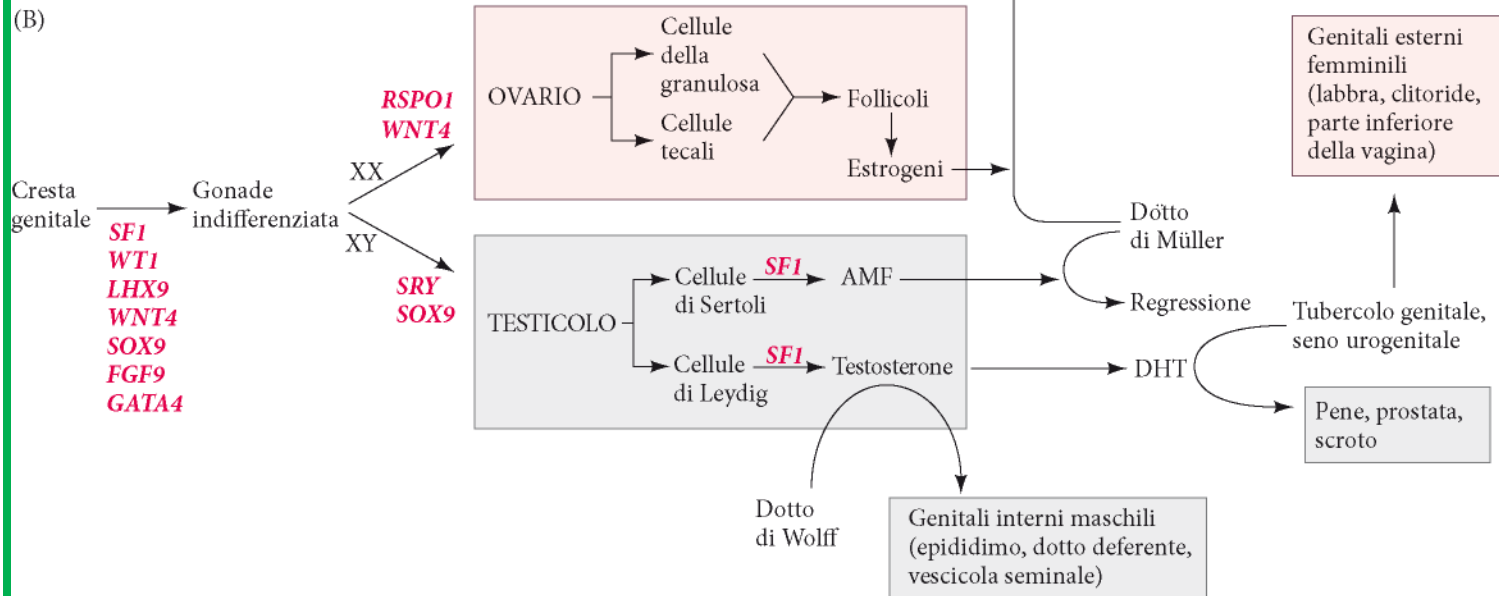 (B)
Cresta
genitale
SF1
WT1
LHX9
WNT4
SOX9
FGF9
GATA4
Gonade
indifferenziata
XX
XY
RSPO1
WNT4
SRY
SOX9
OVARIO
Cellule
della
granulosa
Cellule
tecali
Follicoli
Estrogeni
TESTICOLO
Cellule
di Sertoli
SF1
AMF
Cellule
di Leydig
SF1
Testosterone
Dotto
di Wolff
Genitali interni maschili
(epididimo, dotto deferente,
vescicola seminale)
Dotto
di Müller
Regressione
DHT
Genitali esterni
femminili
(labbra, clitoride,
parte inferiore
della vagina)
Tubercolo genitale,
seno urogenitale
Pene, prostata,
scroto